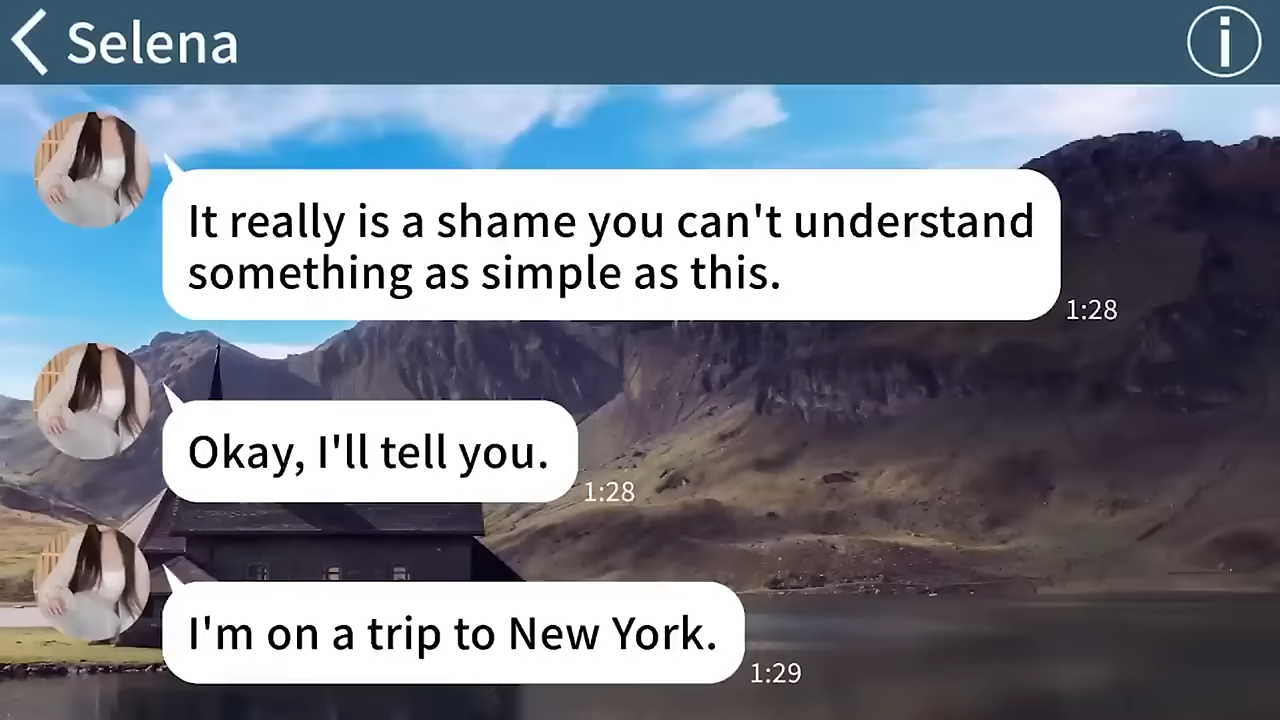 Selena
It really is a shame you can't understand
something as simple as this.
1:28
Okay, I'll tell you.
1:28
I'm on a trip to New York.
1:29